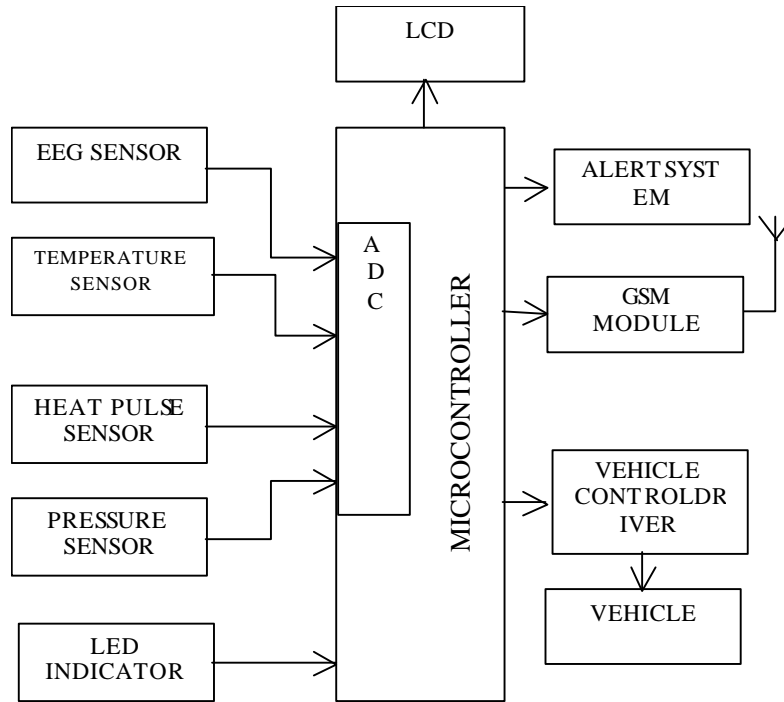 LCD
EEG SENSOR
TEMPERATURE
SENSOR
HEAT PULSE
SENSOR
PRESSURE
SENSOR
LED
INDICATOR
A
D
C
MICROCONTROLLER
ALERT SYST
EM
GSM
MODULE
VEHICLE
CONTROLDR
IVER
VEHICLE